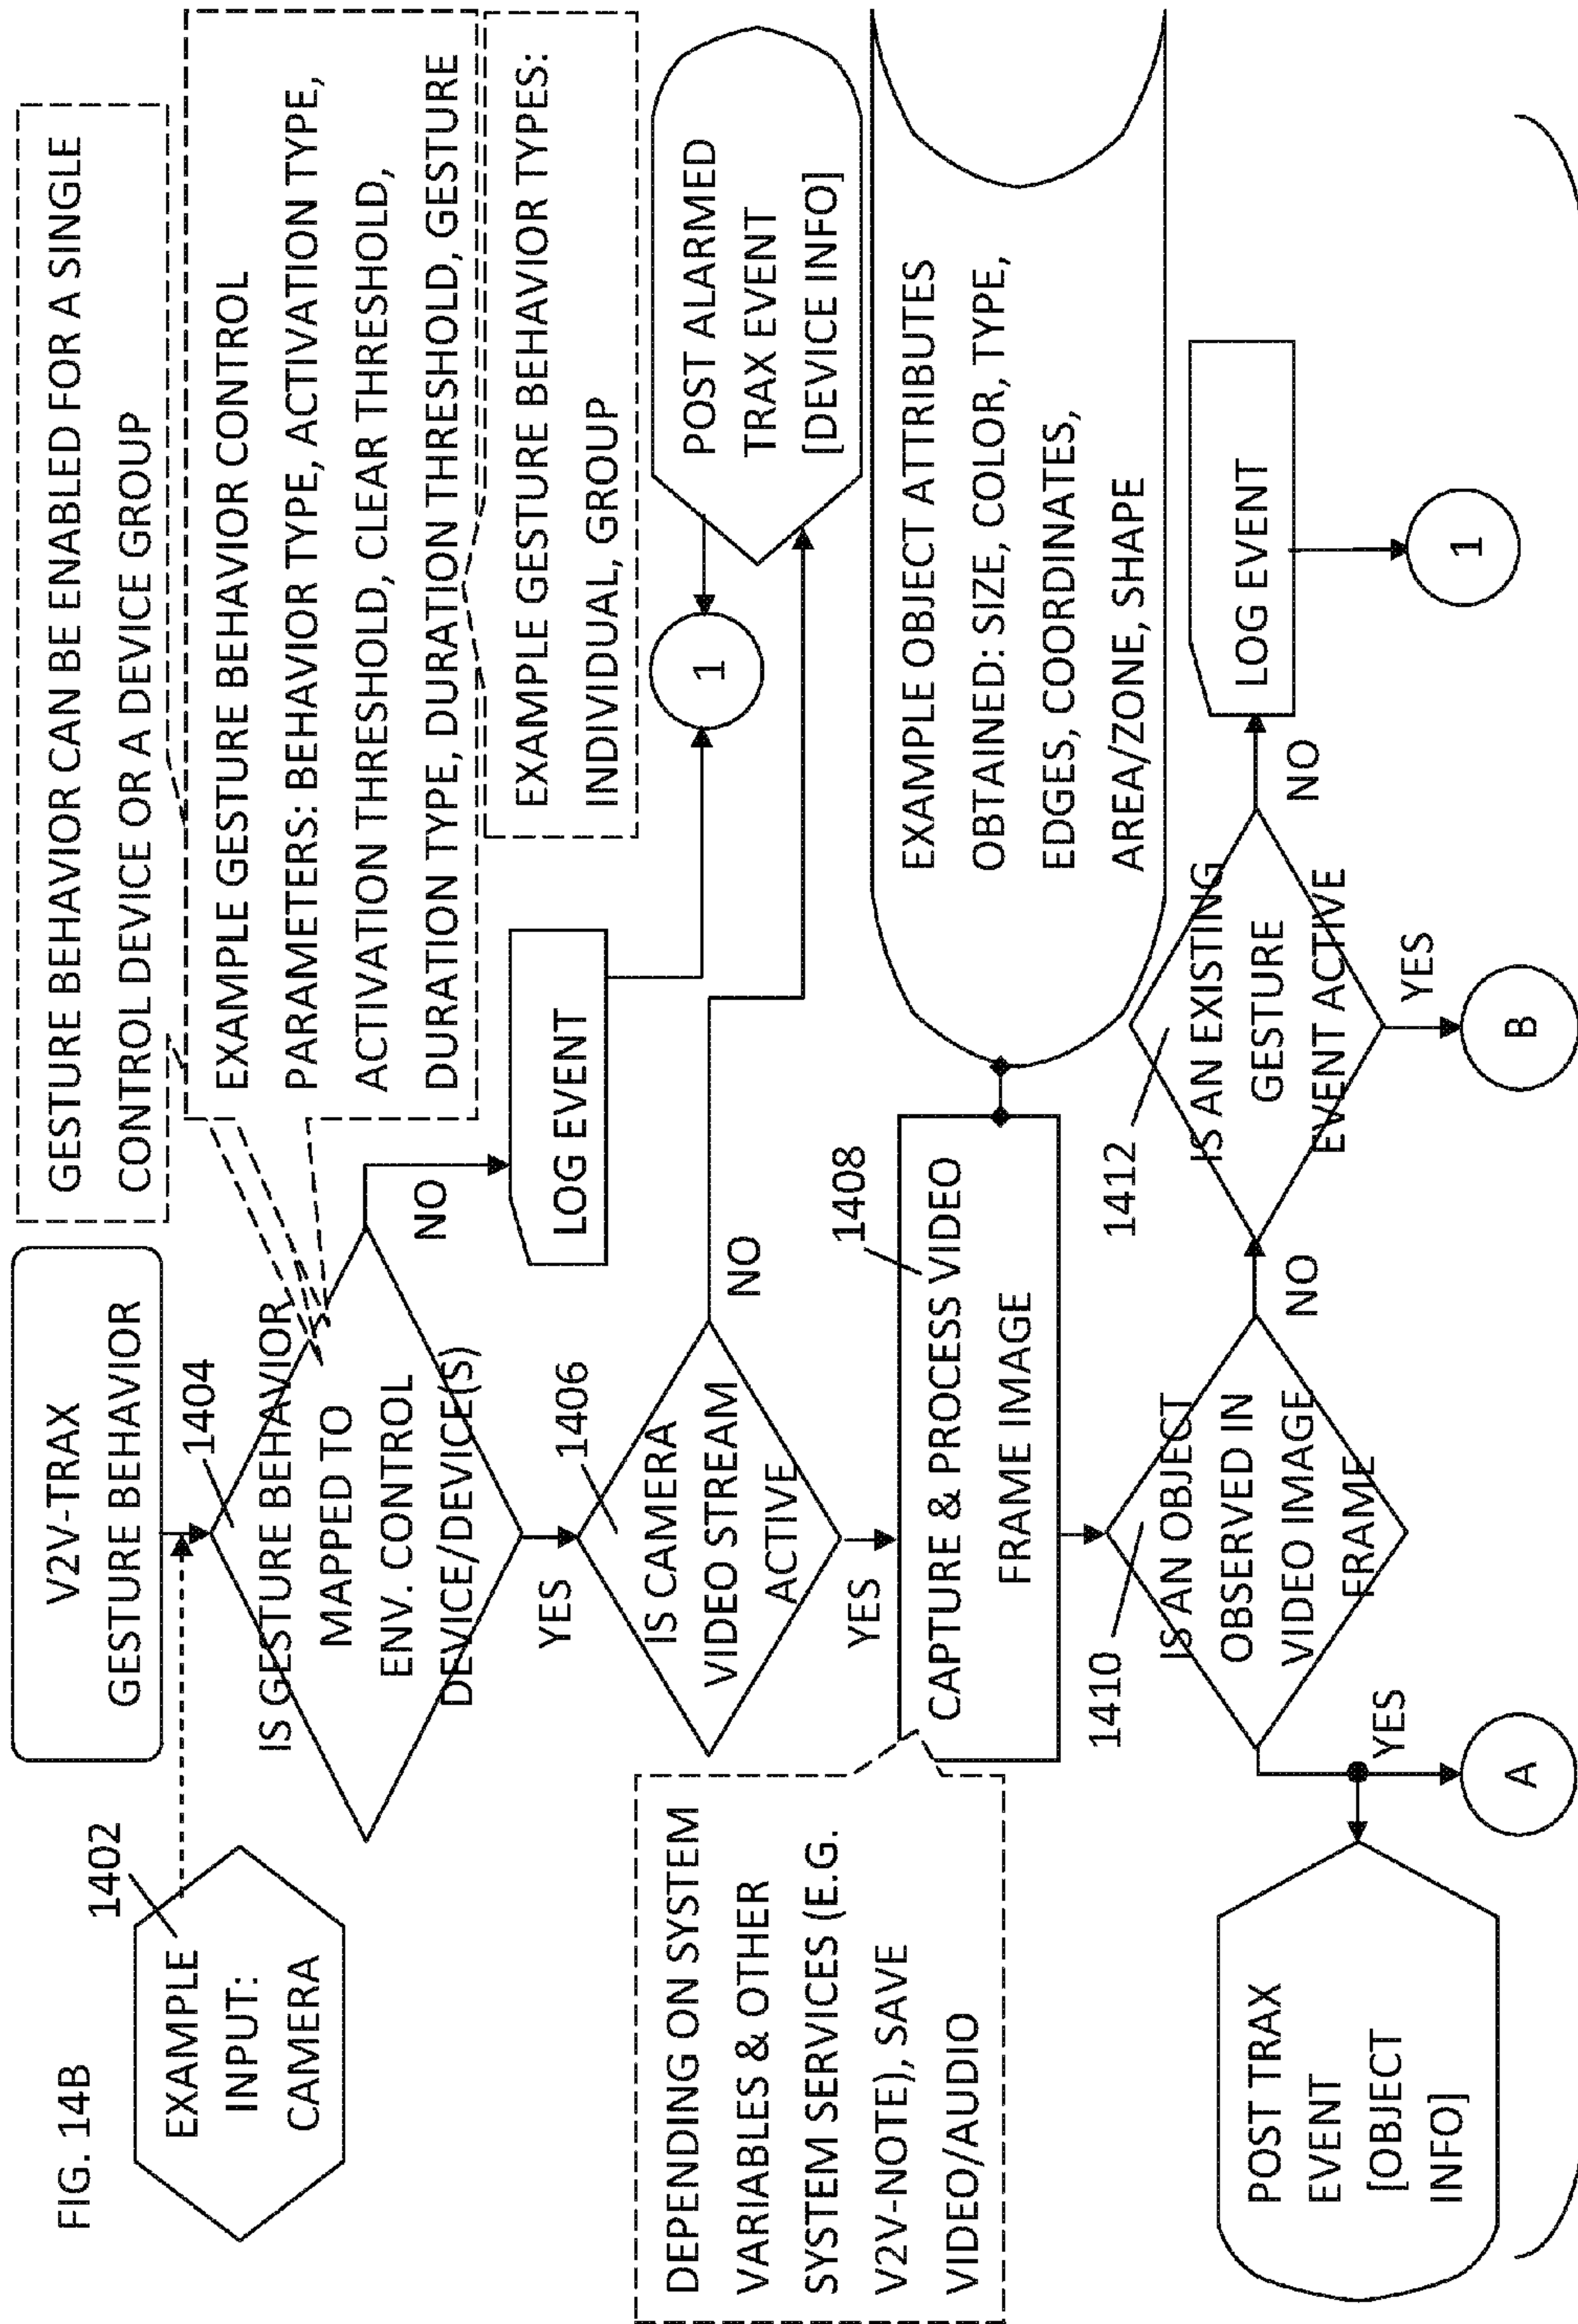 FIG. 14B
EXAMPLE
INPUT:
CAMERA
1402
V2V-TRAX
GESTURE BEHAVIOR
GESTURE BEHAVIOR CAN BE ENABLED FOR A SINGLE
CONTROL DEVICE OR A DEVICE GROUP
1404
IS GESTURE BEHAVIOR
MAPPED TO
ENV. CONTROL
DEVICE/DEVICE(S)
EXAMPLE GESTURE BEHAVIOR CONTROL
PARAMETERS: BEHAVIOR TYPE, ACTIVATION TYPE,
ACTIVATION THRESHOLD, CLEAR THRESHOLD,
DURATION TYPE, DURATION THRESHOLD, GESTURE
EXAMPLE GESTURE BEHAVIOR TYPES:
INDIVIDUAL, GROUP
NO
LOG EVENT
1
YES
1406
IS CAMERA
VIDEO STREAM
ACTIVE
NO
POST ALARMED
TRAX EVENT
[DEVICE INFO]
YES
DEPENDING ON SYSTEM
VARIABLES & OTHER
SYSTEM SERVICES (E.G.
V2V-NOTE), SAVE
VIDEO/AUDIO
1408
CAPTURE & PROCESS VIDEO
FRAME IMAGE
EXAMPLE OBJECT ATTRIBUTES
OBTAINED: SIZE, COLOR, TYPE,
EDGES, COORDINATES,
AREA/ZONE, SHAPE
1410
IS AN OBJECT
OBSERVED IN
VIDEO IMAGE
FRAME
NO
1412
IS AN EXISTING
GESTURE
EVENT ACTIVE
NO
LOG EVENT
1
YES
B
YES
A
POST TRAX
EVENT
[OBJECT
INFO]